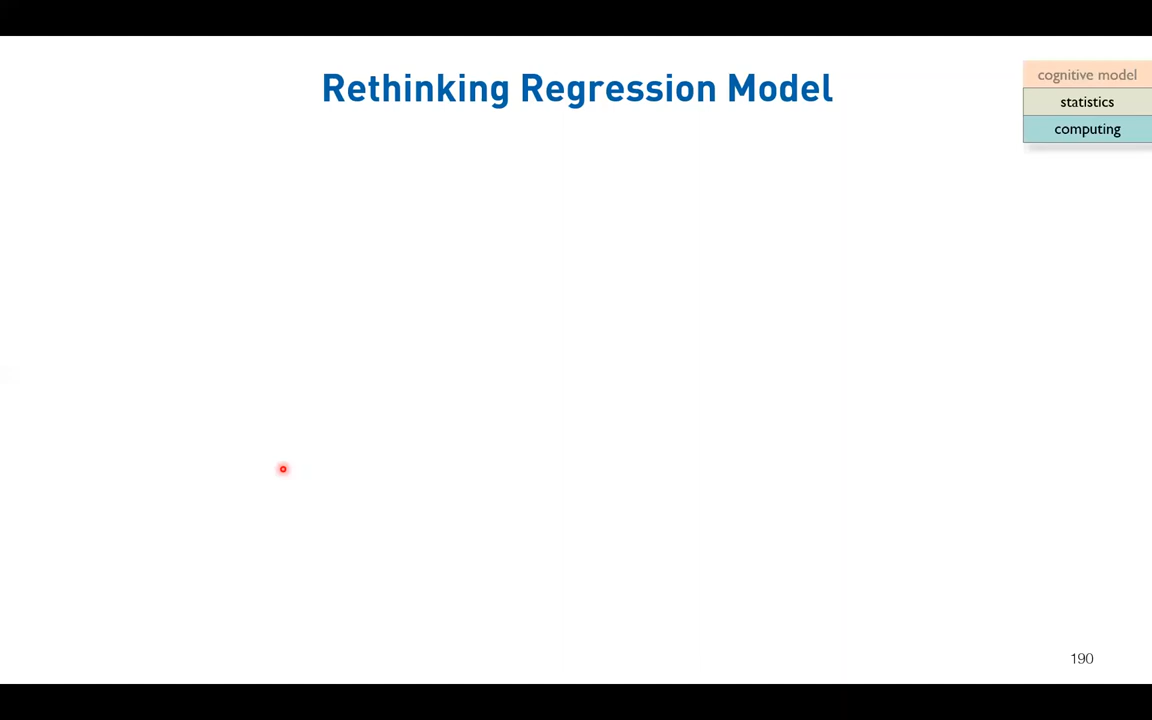 Rethinking Regression Model
cognitive model
statistics
computing
190